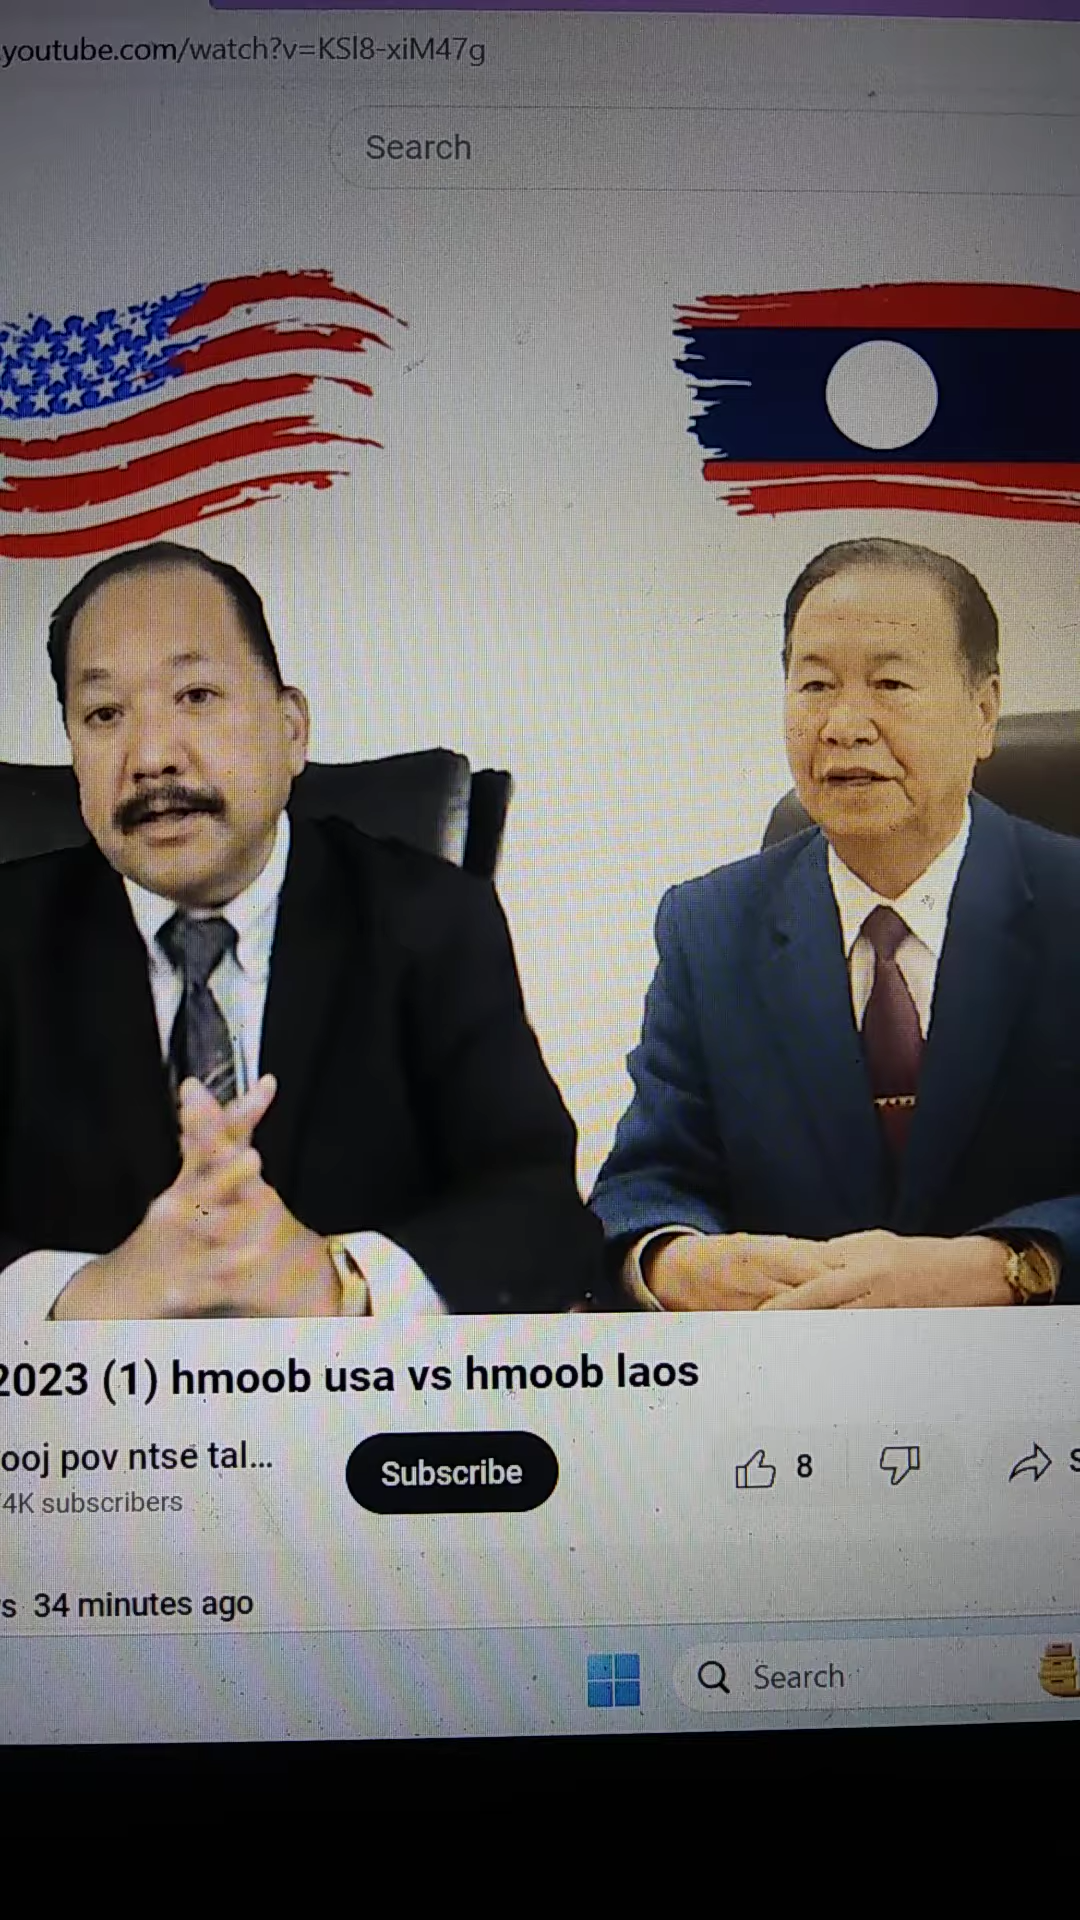 youtube.com/watch?v=KSl8-xiM47g
Search
2023 (1) hmoob usa vs hmoob laos
ooj pov ntse tal...
4K subscribers
Subscribe
8
S
s 34 minutes ago
Search